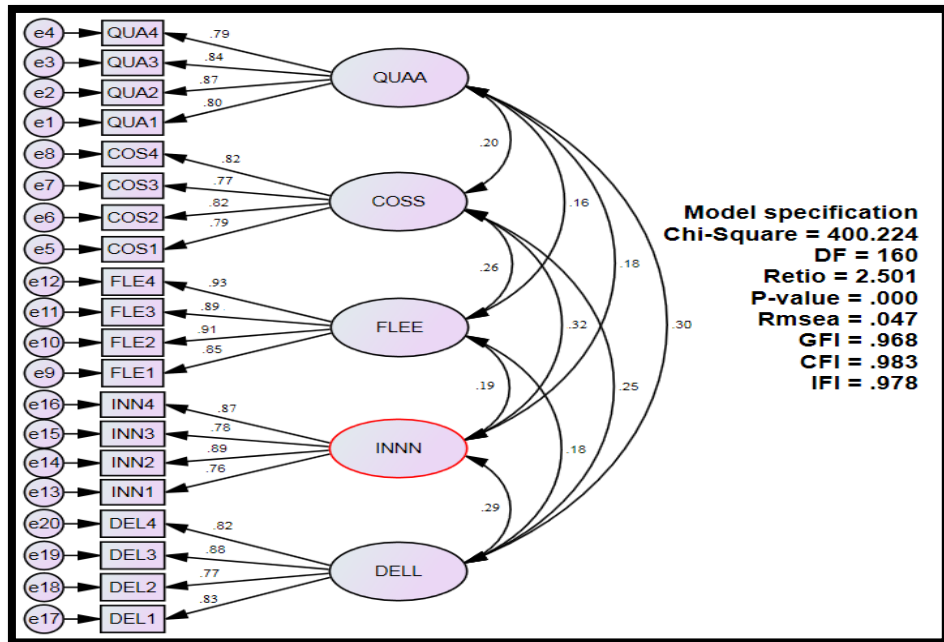 e4 QUA4 .79
e3 QUA3 .84
e2 QUA2 .87
e1 QUA1 .80
QUAA
e8 COS4 .82
e7 COS3 .77
e6 COS2 .82
e5 COS1 .79
COSS
e12 FLE4 .93
e11 FLE3 .89
e10 FLE2 .91
e9 FLE1 .85
FLEE
e16 INN4 .87
e15 INN3 .78
e14 INN2 .89
e13 INN1 .76
INNN
e20 DEL4 .82
e19 DEL3 .88
e18 DEL2 .77
e17 DEL1 .83
DELL
.20
.16
.26
.18
.32
.30
.19
.25
.18
.29
Model specification
Chi-Square = 400.224
DF = 160
Retio = 2.501
P-value = .000
Rmsea = .047
GFI = .968
CFI = .983
IFI = .978